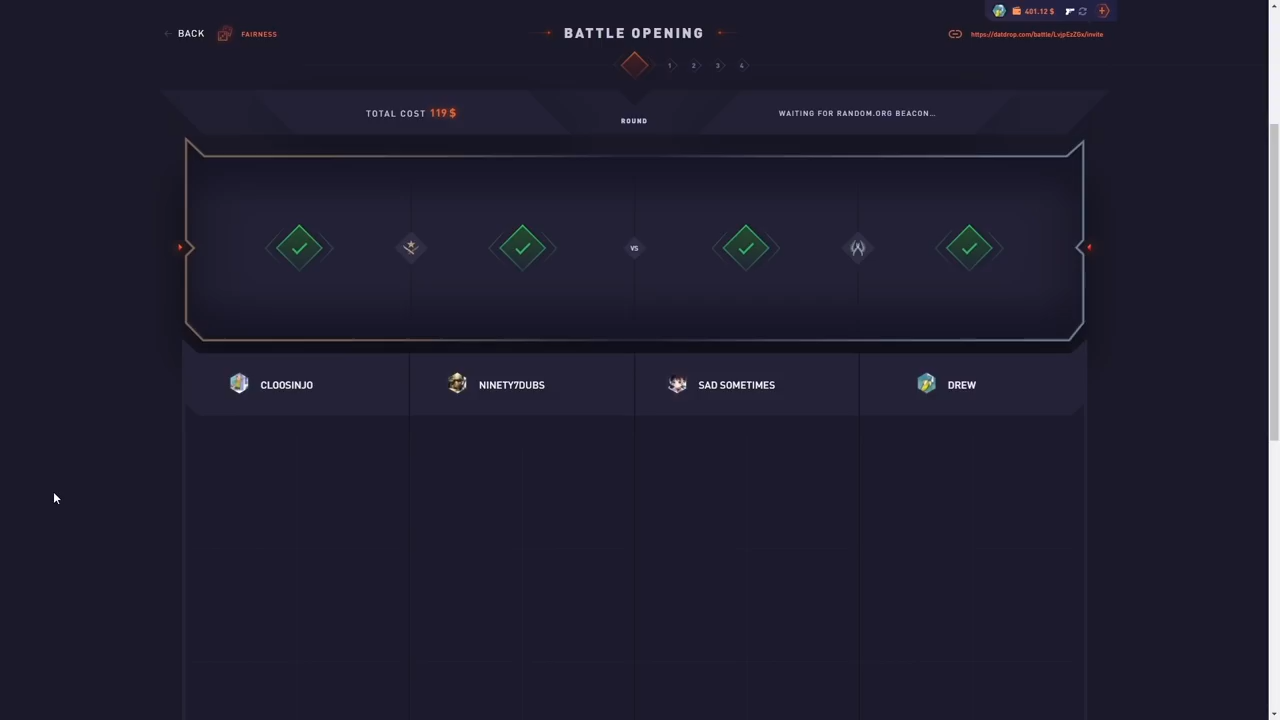 401.12 $
BACK
FAIRNESS
BATTLE OPENING
https://datdrop.com/battle/LvjpEzZGx/invite
1 2 3 4
TOTAL COST 119 $
ROUND
WAITING FOR RANDOM.ORG BEACON...
VS
CLOOSINJO
NINETY7DUBS
SAD SOMETIMES
DREW